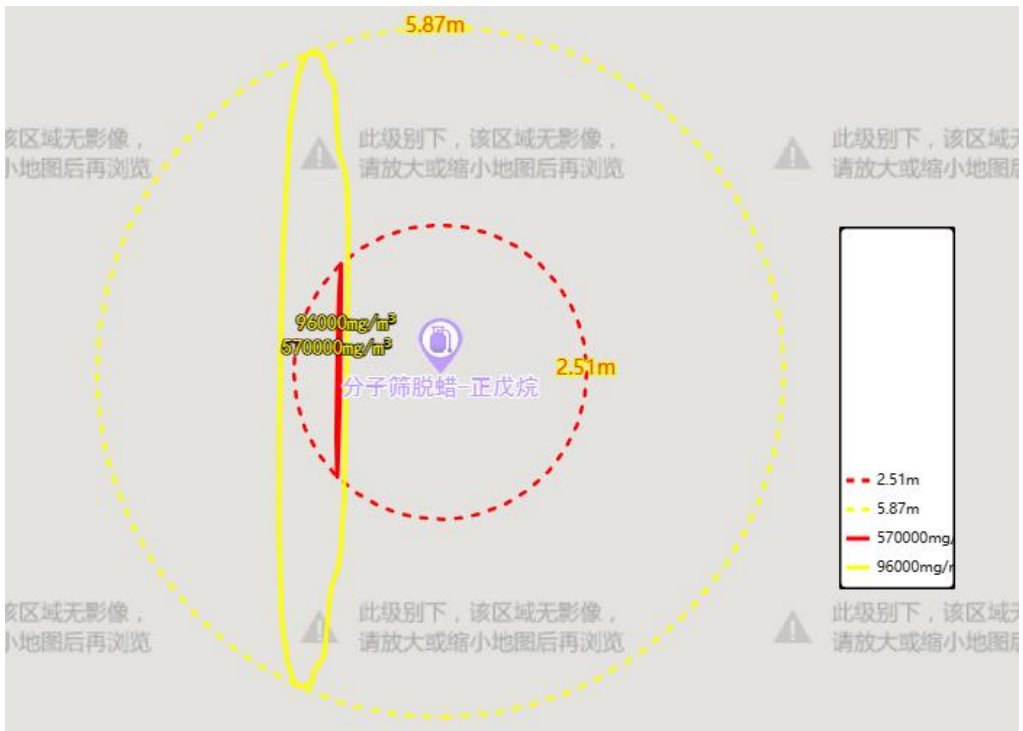 5.87m
该区域无影像，
小地图后再浏览
此级别下，该区域无影像，
请放大或缩小地图后再浏览
此级别下，该区域无
请放大或缩小地图后
96000mg/m³
570000mg/m³
2.51m
分子筛脱蜡-正戊烷
2.51m
5.87m
570000mg/
96000mg/m
该区域无影像，
小地图后再浏览
此级别下，该区域无影像，
请放大或缩小地图后再浏览
此级别下，该区域无
请放大或缩小地图后